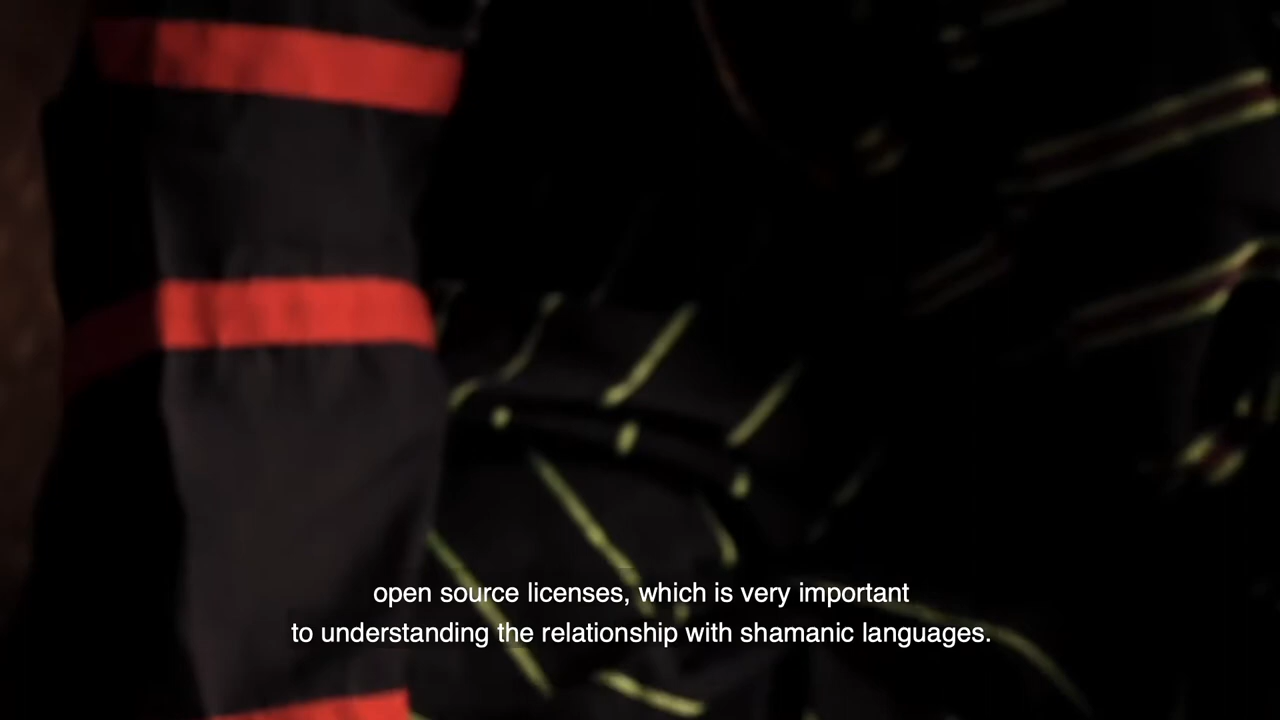 open source licenses, which is very important
to understanding the relationship with shamanic languages.